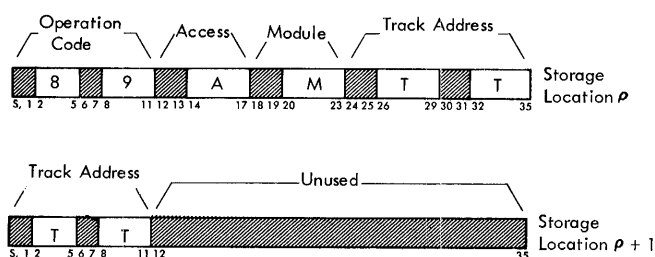 Operation Code Access Module Track Address
8 9 A M T T Storage Location ρ
S, 1 2 5 6 7 8 11 12 13 14 17 18 19 20 23 24 25 26 29 30 31 32 35
Track Address Unused
T T Storage Location ρ + 1
S, 1 2 5 6 7 8 11 12 35